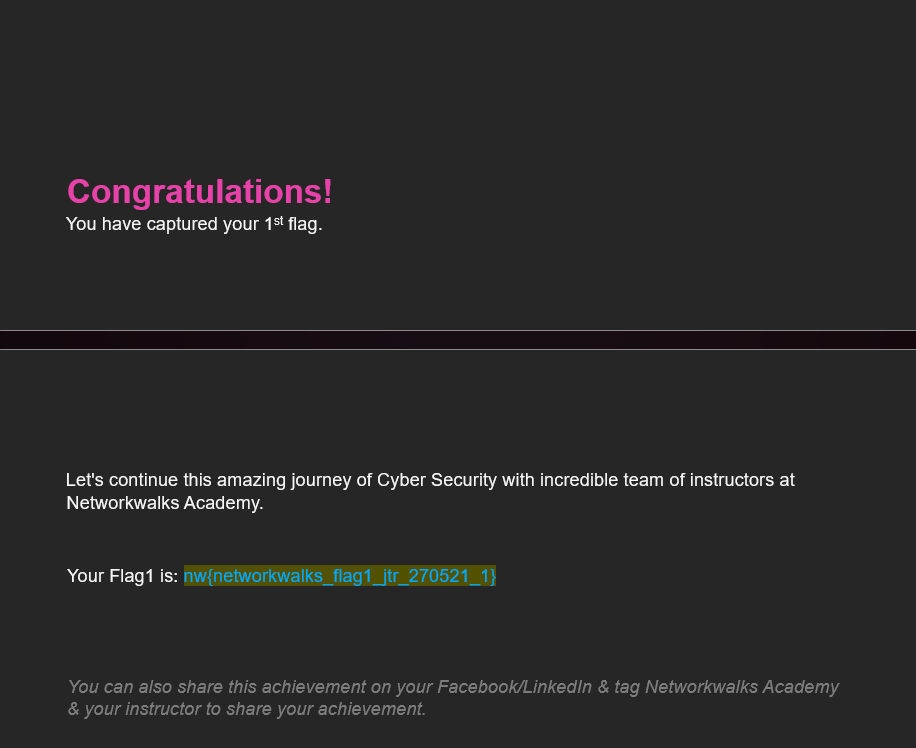 Congratulations!
You have captured your 1st flag.
Let's continue this amazing journey of Cyber Security with incredible team of instructors at
Networkwalks Academy.
Your Flag1 is: nw{networkwalks_flag1_jtr_270521_1}
You can also share this achievement on your Facebook/LinkedIn & tag Networkwalks Academy
& your instructor to share your achievement.